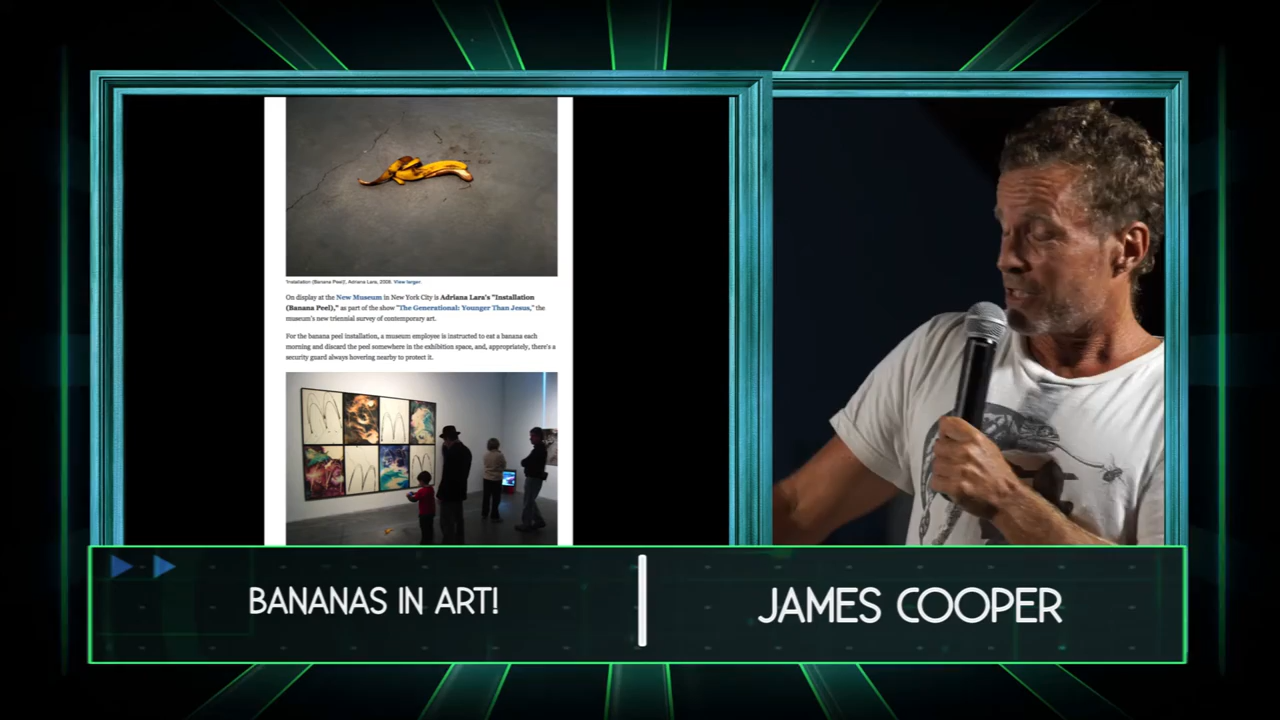 'Installation (Banana Peel)', Adriana Lara, 2008. View larger.
On display at the New Museum in New York City is Adriana Lara's "Installation
(Banana Peel)," as part of the show "The Generational: Younger Than Jesus," the
museum's new triennial survey of contemporary art.
For the banana peel installation, a museum employee is instructed to eat a banana each
morning and discard the peel somewhere in the exhibition space, and, appropriately, there's a
security guard always hovering nearby to protect it.
BANANAS IN ART!
JAMES COOPER